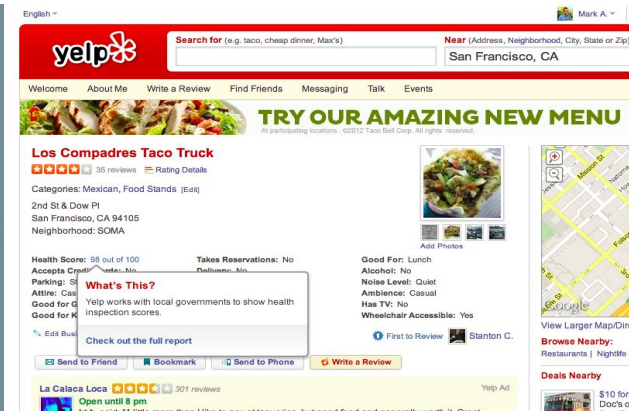 English
Mark A.
yelp
Search for (e.g. taco, cheap dinner, Max's)
Near (Address, Neighborhood, City, State or Zip)
San Francisco, CA
Welcome About Me Write a Review Find Friends Messaging Talk Events
TRY OUR AMAZING NEW MENU
At participating locations. ©2012 Taco Bell Corp. All rights reserved.
Los Compadres Taco Truck
35 reviews Rating Details
Categories: Mexican, Food Stands [Edit]
2nd St & Dow Pl
San Francisco, CA 94105
Neighborhood: SOMA
Add Photos
Health Score: 98 out of 100
Accepts Cred
Parking: S
Attire: Cas
Good for G
Good for K
Takes Reservations: No
Good For: Lunch
Alcohol: No
Noise Level: Quiet
Ambience: Casual
Has TV: No
Wheelchair Accessible: Yes
What's This?
Yelp works with local governments to show health
inspection scores.
Check out the full report
Edit Busi
First to Review Stanton C.
Send to Friend Bookmark Send to Phone Write a Review
Mission St
Google
View Larger Map/Dire
Browse Nearby:
Restaurants | Nightlife
Deals Nearby
$10 for
Doc's o
La Calaca Loca 301 reviews
Yelp Ad
Open until 8 pm